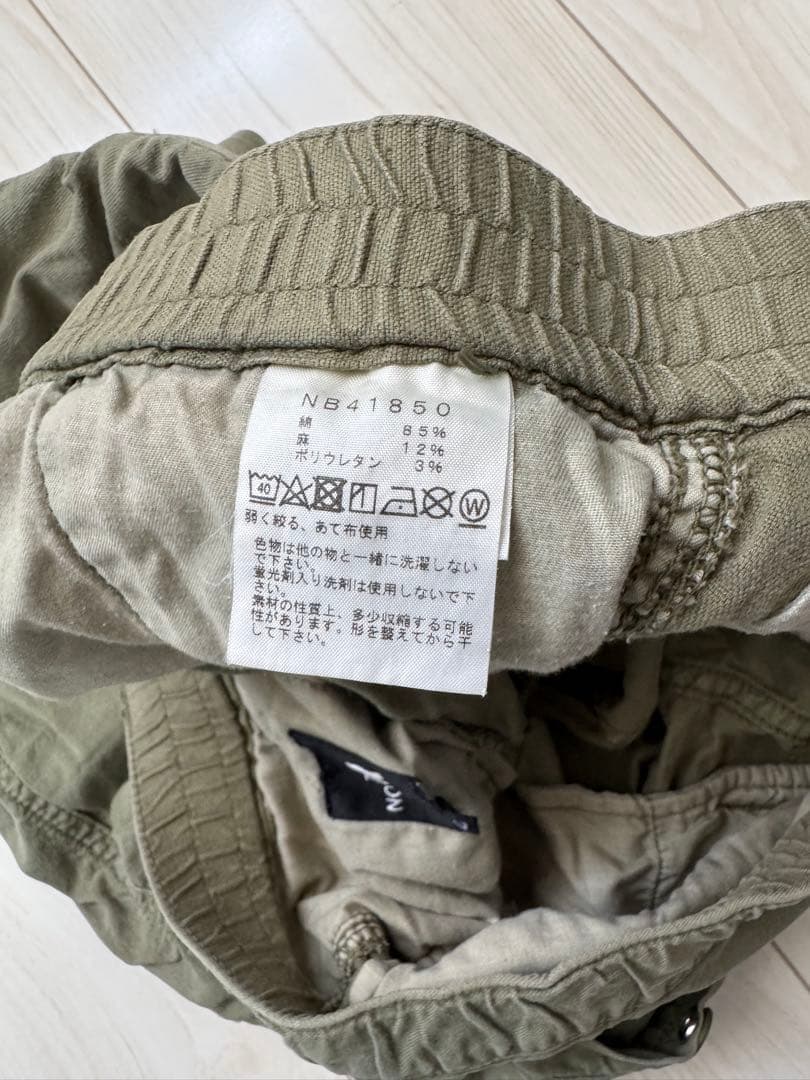 NB41850
綿 85%
麻 12%
ポリウレタン 3%
40 W
弱く絞る、あて布使用
色物は他の物と一緒に洗濯しない
で下さい。
蛍光剤入り洗剤は使用しないで下
さい。
素材の性質上、多少収縮する可能
性があります。形を整えてから干
して下さい。